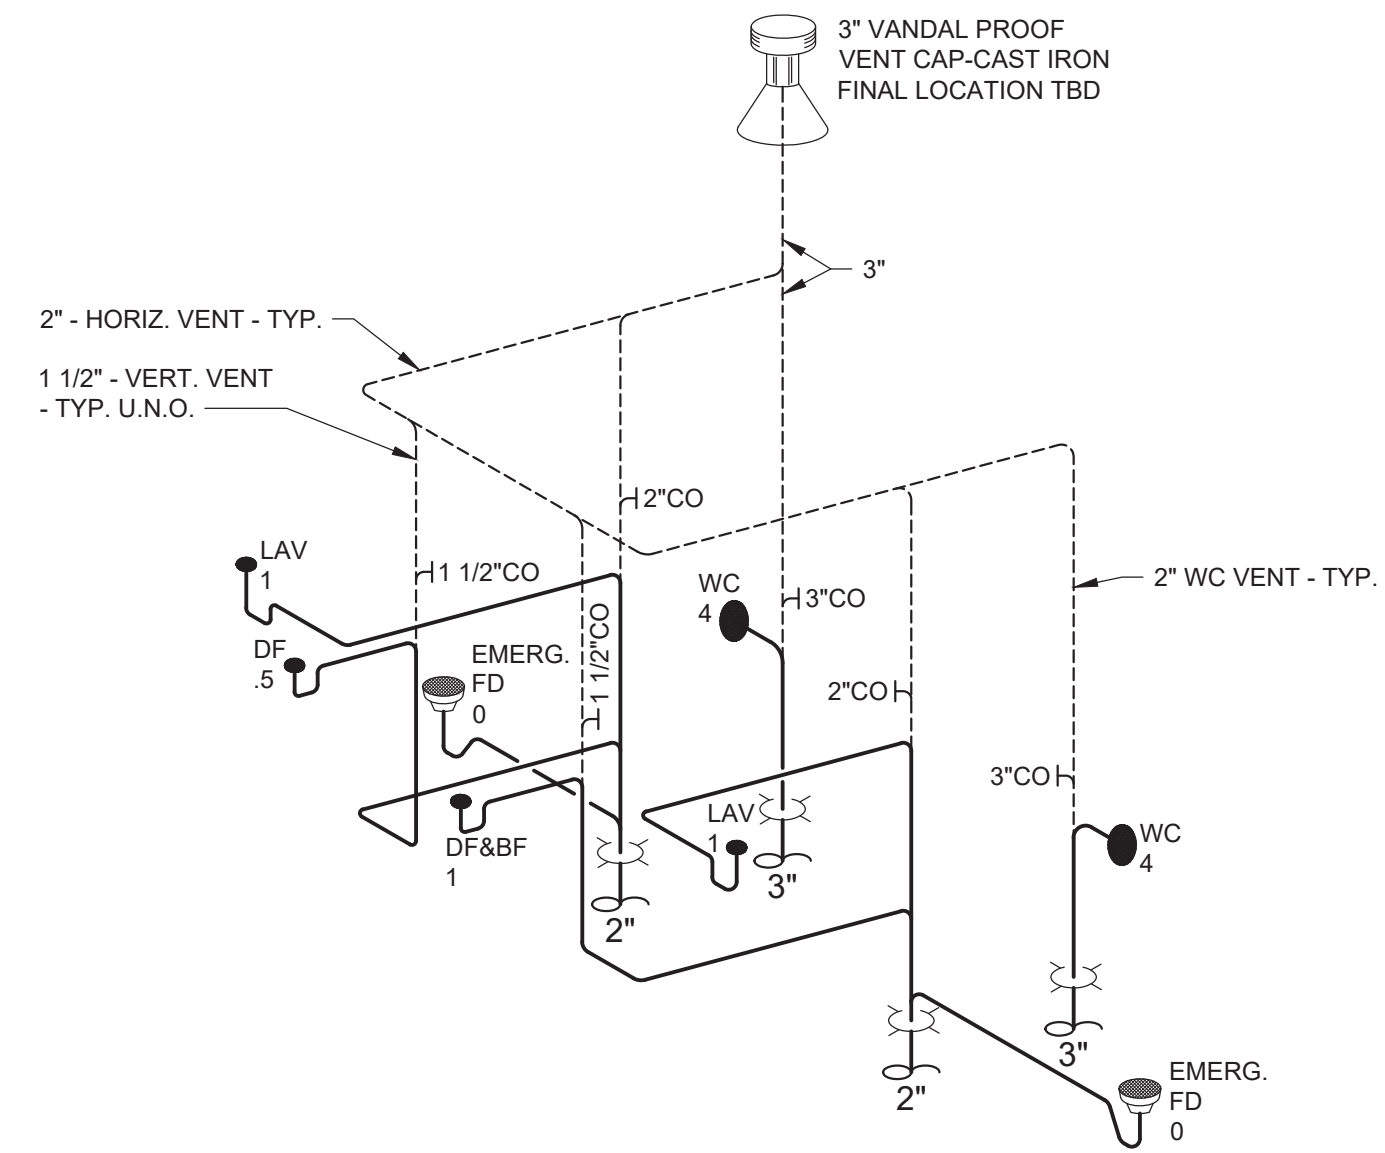 3" VANDAL PROOF
VENT CAP-CAST IRON
FINAL LOCATION TBD
3"
2" - HORIZ. VENT - TYP.
1 1/2" - VERT. VENT
- TYP. U.N.O.
2"CO
LAV
1
1 1/2"CO
WC
4
3"CO
2" WC VENT - TYP.
DF
.5
EMERG.
FD
0
1 1/2"CO
2"CO
3"CO
LAV
1
DF&BF
1
WC
4
3"
2"
3"
2"
EMERG.
FD
0